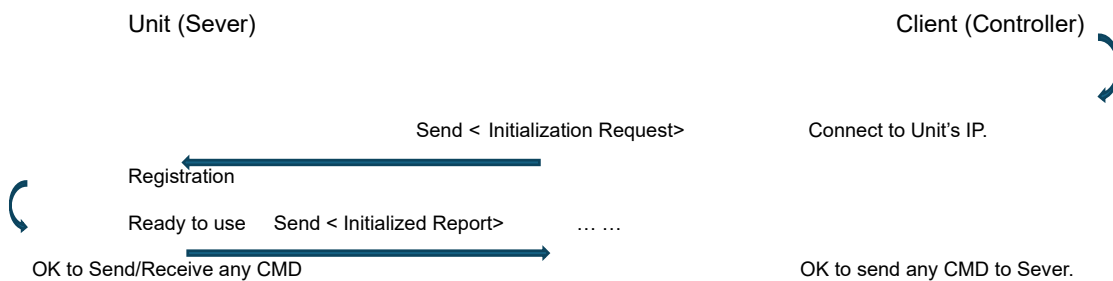 Unit (Sever) Client (Controller)
Send < Initialization Request> Connect to Unit's IP.
Registration
Ready to use Send < Initialized Report> … …
OK to Send/Receive any CMD OK to send any CMD to Sever.